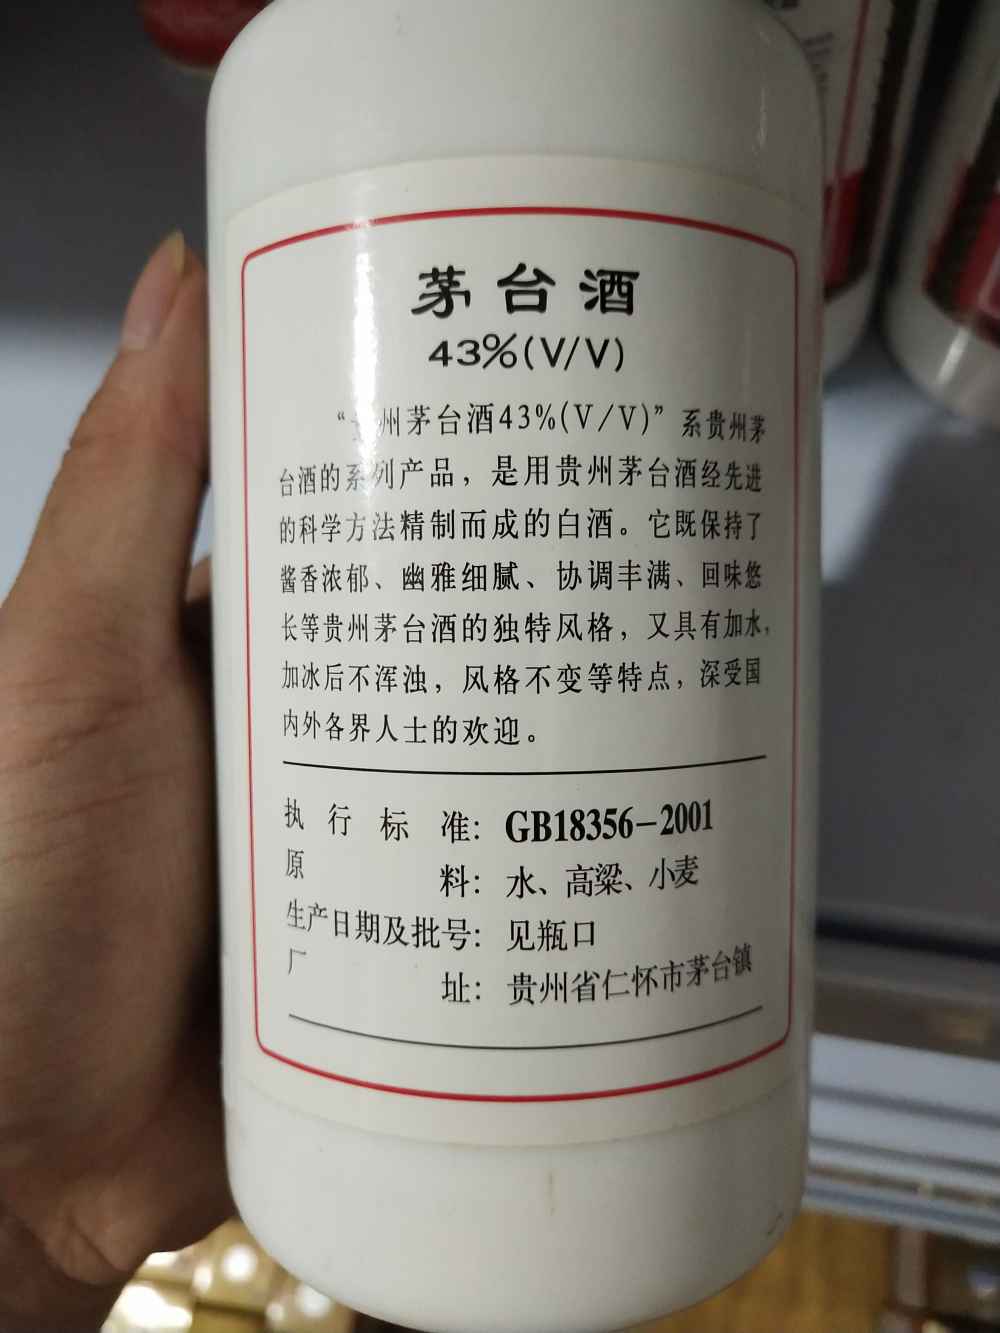 茅台酒
43%(V/V)
“贵州茅台酒43%(V/V)”系贵州茅
台酒的系列产品，是用贵州茅台酒经先进
的科学方法精制而成的白酒。它既保持了
酱香浓郁、幽雅细腻、协调丰满、回味悠
长等贵州茅台酒的独特风格，又具有加水，
加冰后不浑浊，风格不变等特点，深受国
内外各界人士的欢迎。
执行标准：GB18356-2001
原料：水、高粱、小麦
生产日期及批号：见瓶口
厂址：贵州省仁怀市茅台镇